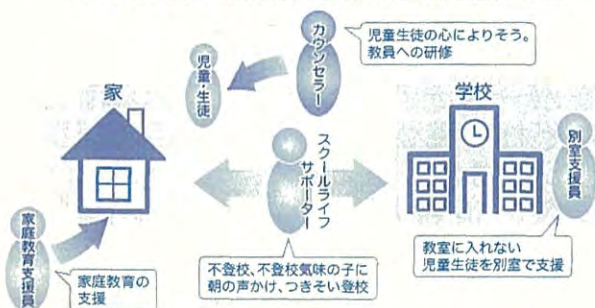 カウンセラー
児童生徒の心によりそう。
教員への研修
児童・生徒
家
学校
スクールライフ
サポーター
別室支援員
家庭教育支援員
家庭教育の
支援
不登校、不登校気味の子に
朝の声かけ、つきそい登校
教室に入れない
児童生徒を別室で支援